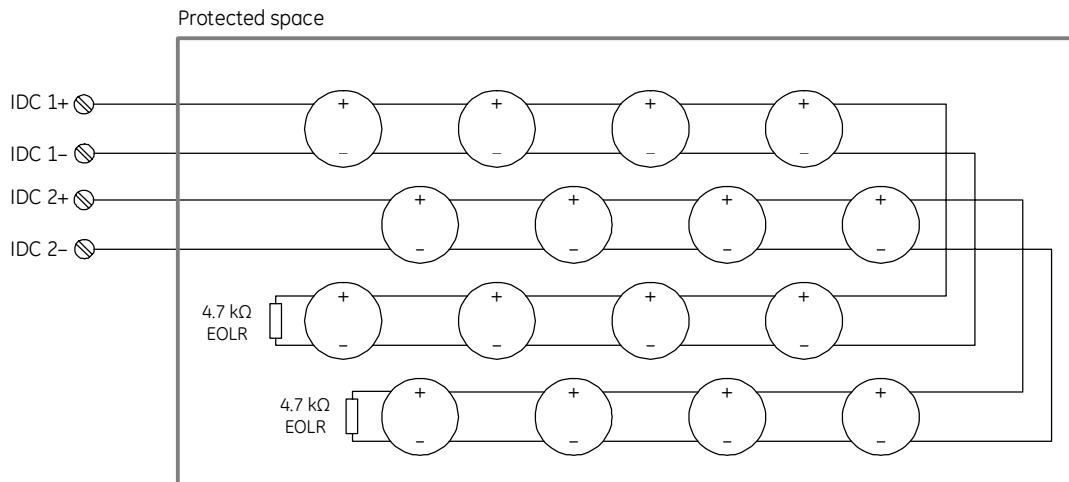 Protected space
IDC 1+
IDC 1–
IDC 2+
IDC 2–
+ + + +
– – – –
+ + + +
– – – –
4.7 kΩ
EOLR
+ + + +
– – – –
4.7 kΩ
EOLR
+ + + +
– – – –